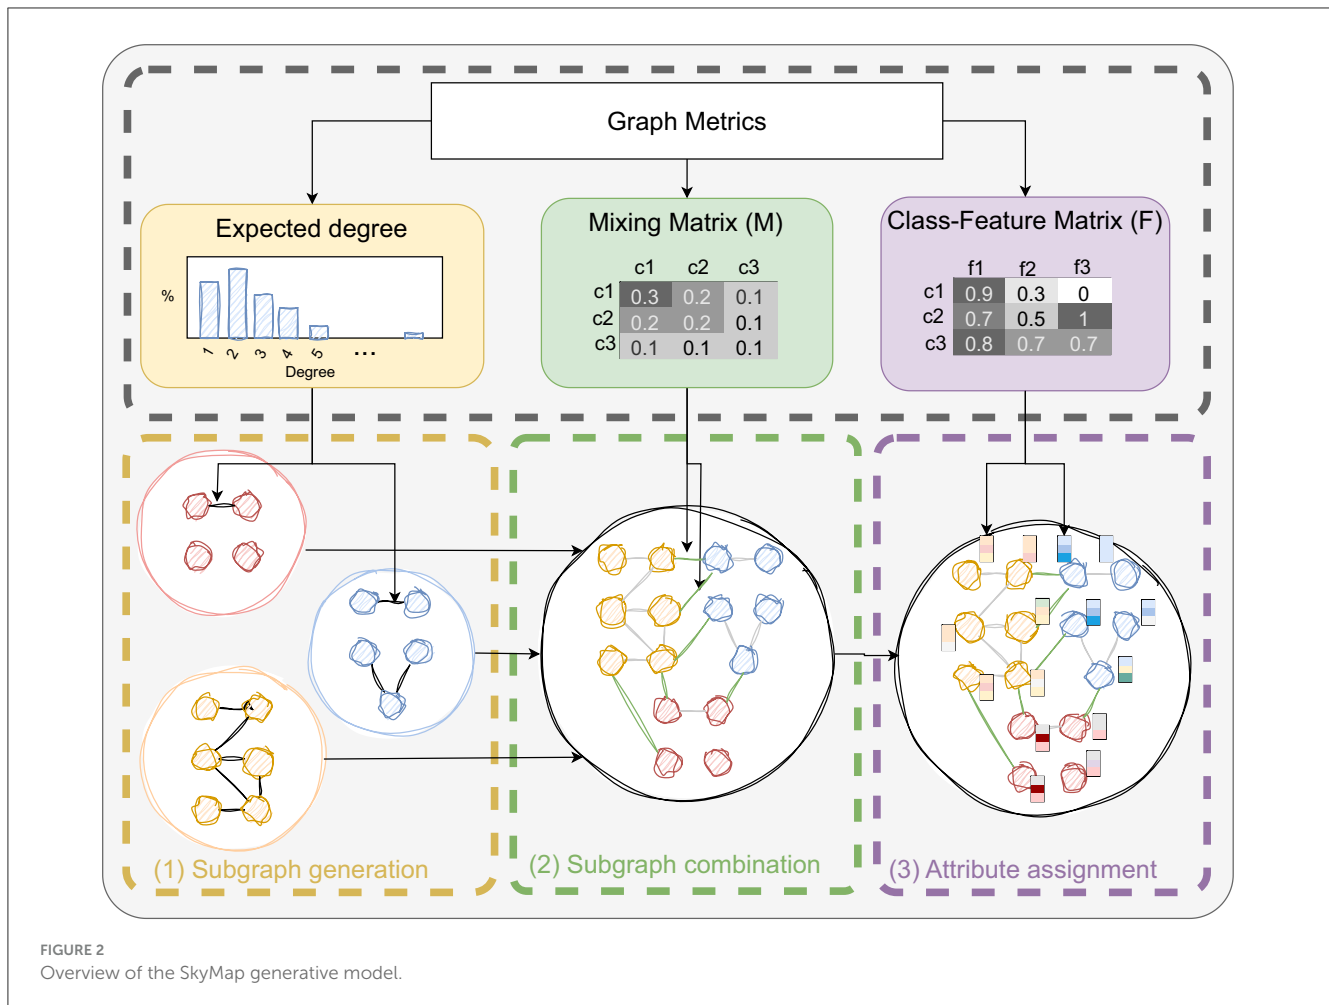 Graph Metrics
Expected degree
%
1 2 3 4 5 ...
Degree
Mixing Matrix (M)
c1 c2 c3
c1 0.3 0.2 0.1
c2 0.2 0.2 0.1
c3 0.1 0.1 0.1
Class-Feature Matrix (F)
f1 f2 f3
c1 0.9 0.3 0
c2 0.7 0.5 1
c3 0.8 0.7 0.7
(1) Subgraph generation
(2) Subgraph combination
(3) Attribute assignment
FIGURE 2
Overview of the SkyMap generative model.